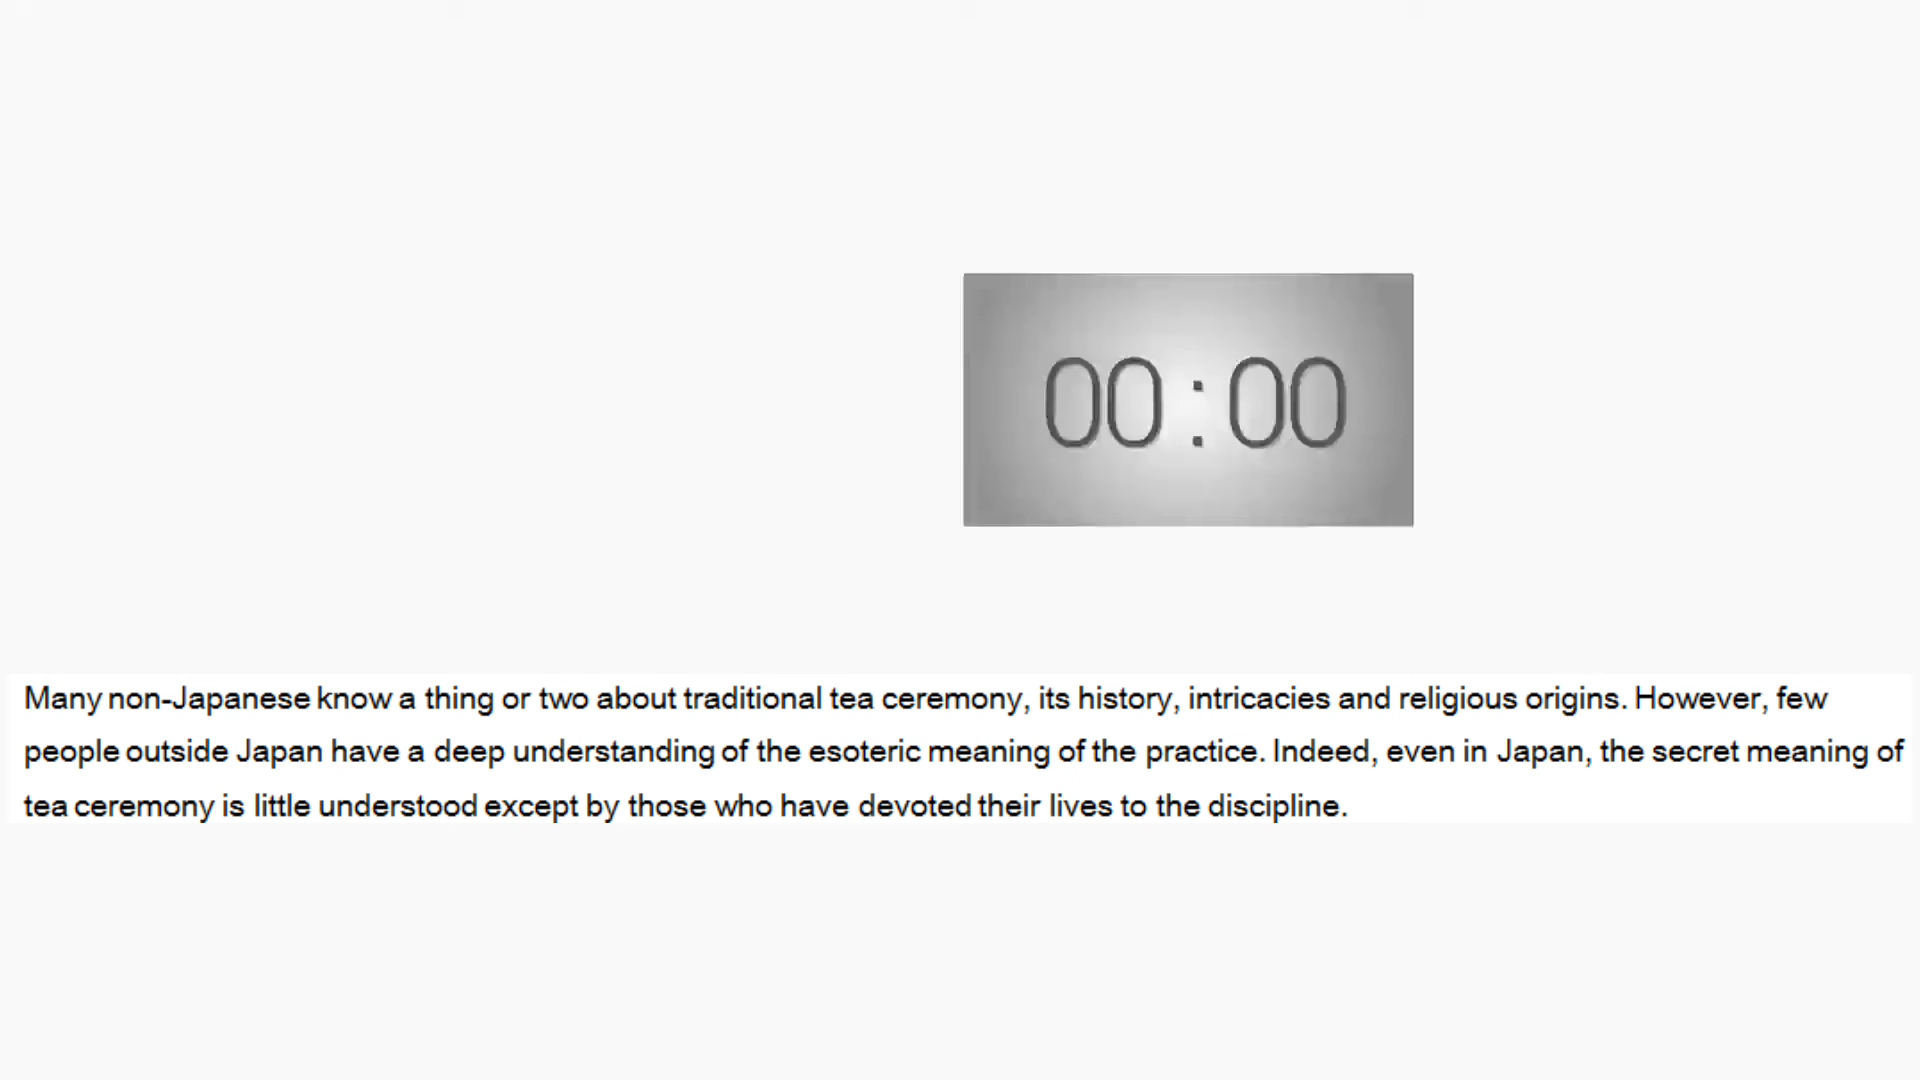 00:00
Many non-Japanese know a thing or two about traditional tea ceremony, its history, intricacies and religious origins. However, few
people outside Japan have a deep understanding of the esoteric meaning of the practice. Indeed, even in Japan, the secret meaning of
tea ceremony is little understood except by those who have devoted their lives to the discipline.